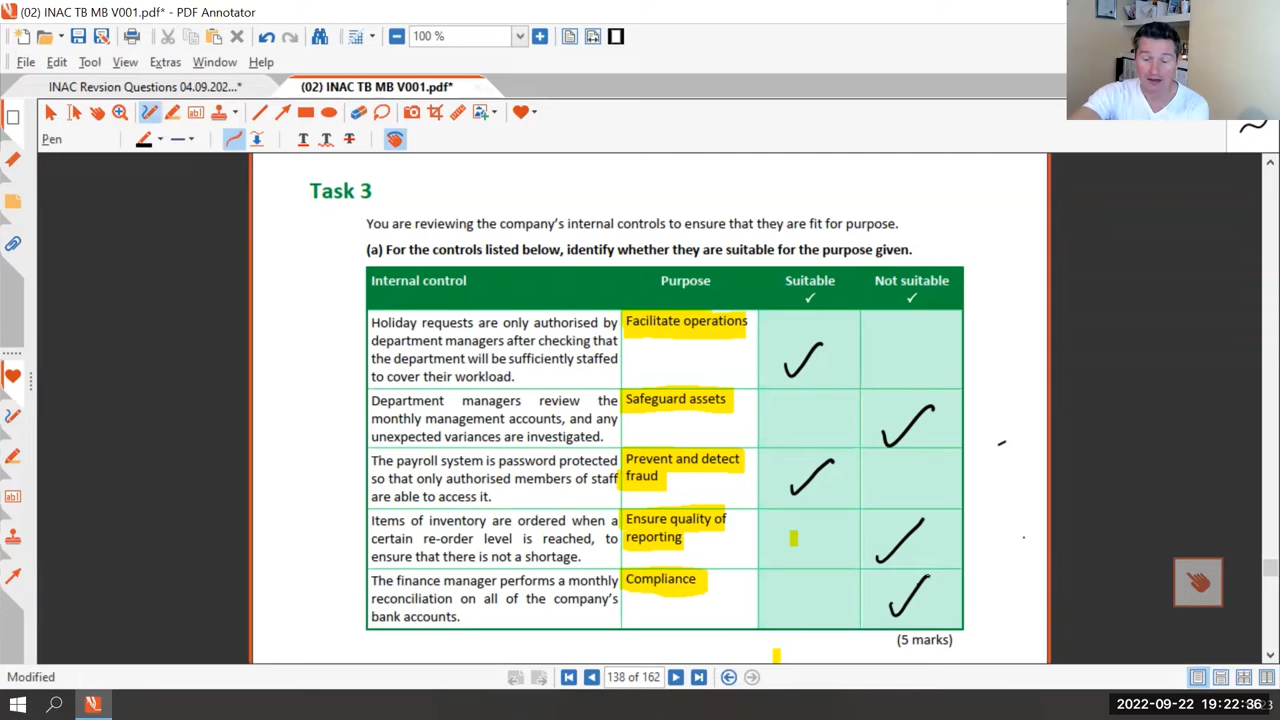 (02) INAC TB MB V001.pdf* - PDF Annotator
100 %
File Edit Tool View Extras Window Help
INAC Revsion Questions 04.09.202...* (02) INAC TB MB V001.pdf*
Pen
Task 3
You are reviewing the company's internal controls to ensure that they are fit for purpose.
(a) For the controls listed below, identify whether they are suitable for the purpose given.
Internal control Purpose Suitable Not suitable
✓ ✓
Holiday requests are only authorised by Facilitate operations
department managers after checking that
the department will be sufficiently staffed
to cover their workload.
Department managers review the Safeguard assets
monthly management accounts, and any
unexpected variances are investigated.
The payroll system is password protected Prevent and detect
so that only authorised members of staff fraud
are able to access it.
Items of inventory are ordered when a Ensure quality of
certain re-order level is reached, to reporting
ensure that there is not a shortage.
The finance manager performs a monthly Compliance
reconciliation on all of the company's
bank accounts.
(5 marks)
Modified 138 of 162
2022-09-22 19:22:36